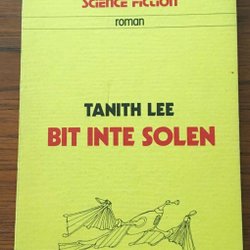 Science Fiction
roman
TANITH LEE
BIT INTE SOLEN